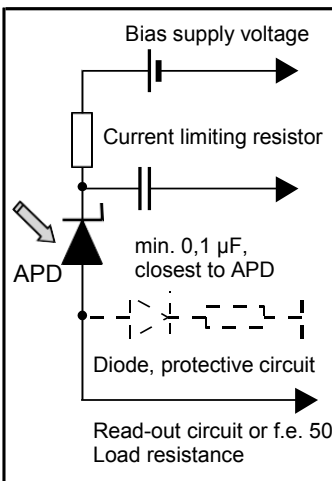 Bias supply voltage
Current limiting resistor
min. 0,1 µF,
closest to APD
APD
Diode, protective circuit
Read-out circuit or f.e. 50
Load resistance